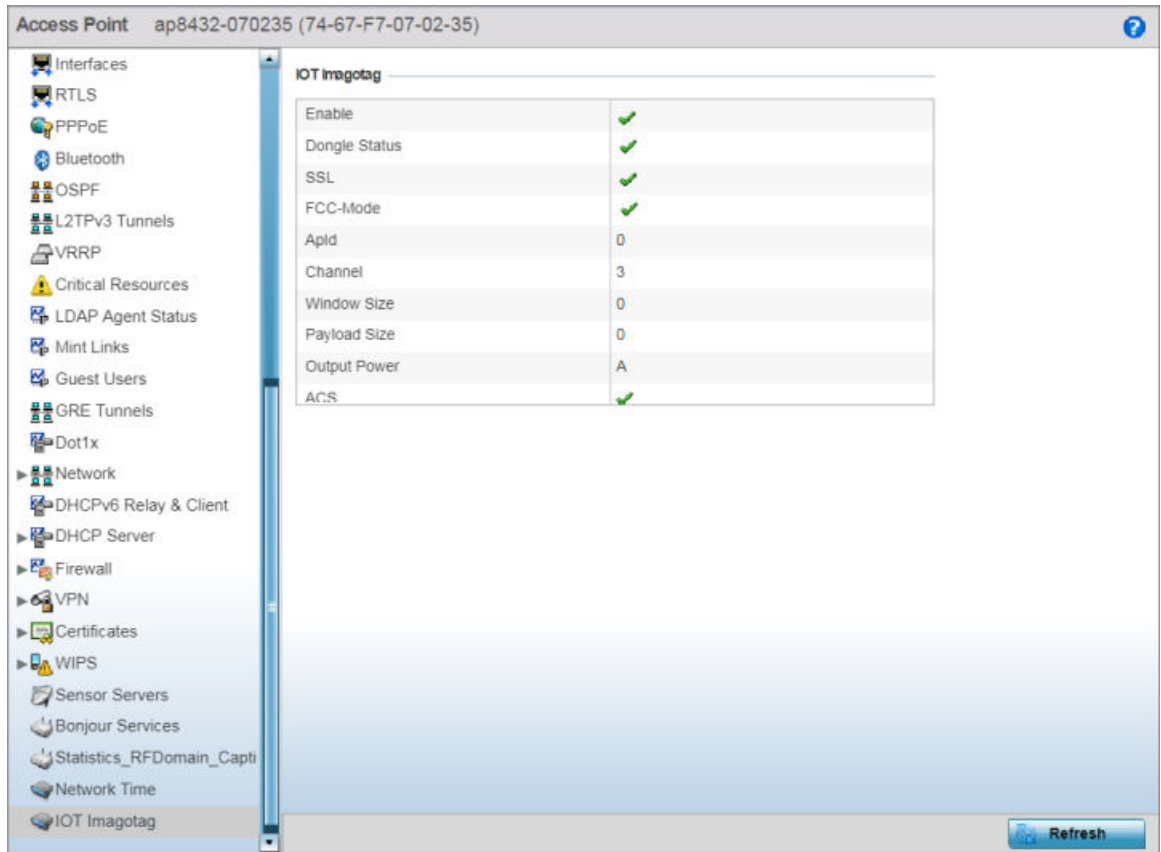 Access Point ap8432-070235 (74-67-F7-07-02-35)
Interfaces
RTLS
PPPoE
Bluetooth
OSPF
L2TPv3 Tunnels
VRRP
Critical Resources
LDAP Agent Status
Mint Links
Guest Users
GRE Tunnels
Dot1x
Network
DHCPv6 Relay & Client
DHCP Server
Firewall
VPN
Certificates
WIPS
Sensor Servers
Bonjour Services
Statistics_RFDomain_Capti
Network Time
IOT Imagotag
IOT Imagotag
Enable
Dongle Status
SSL
FCC-Mode
ApId 0
Channel 3
Window Size 0
Payload Size 0
Output Power A
ACS
Refresh